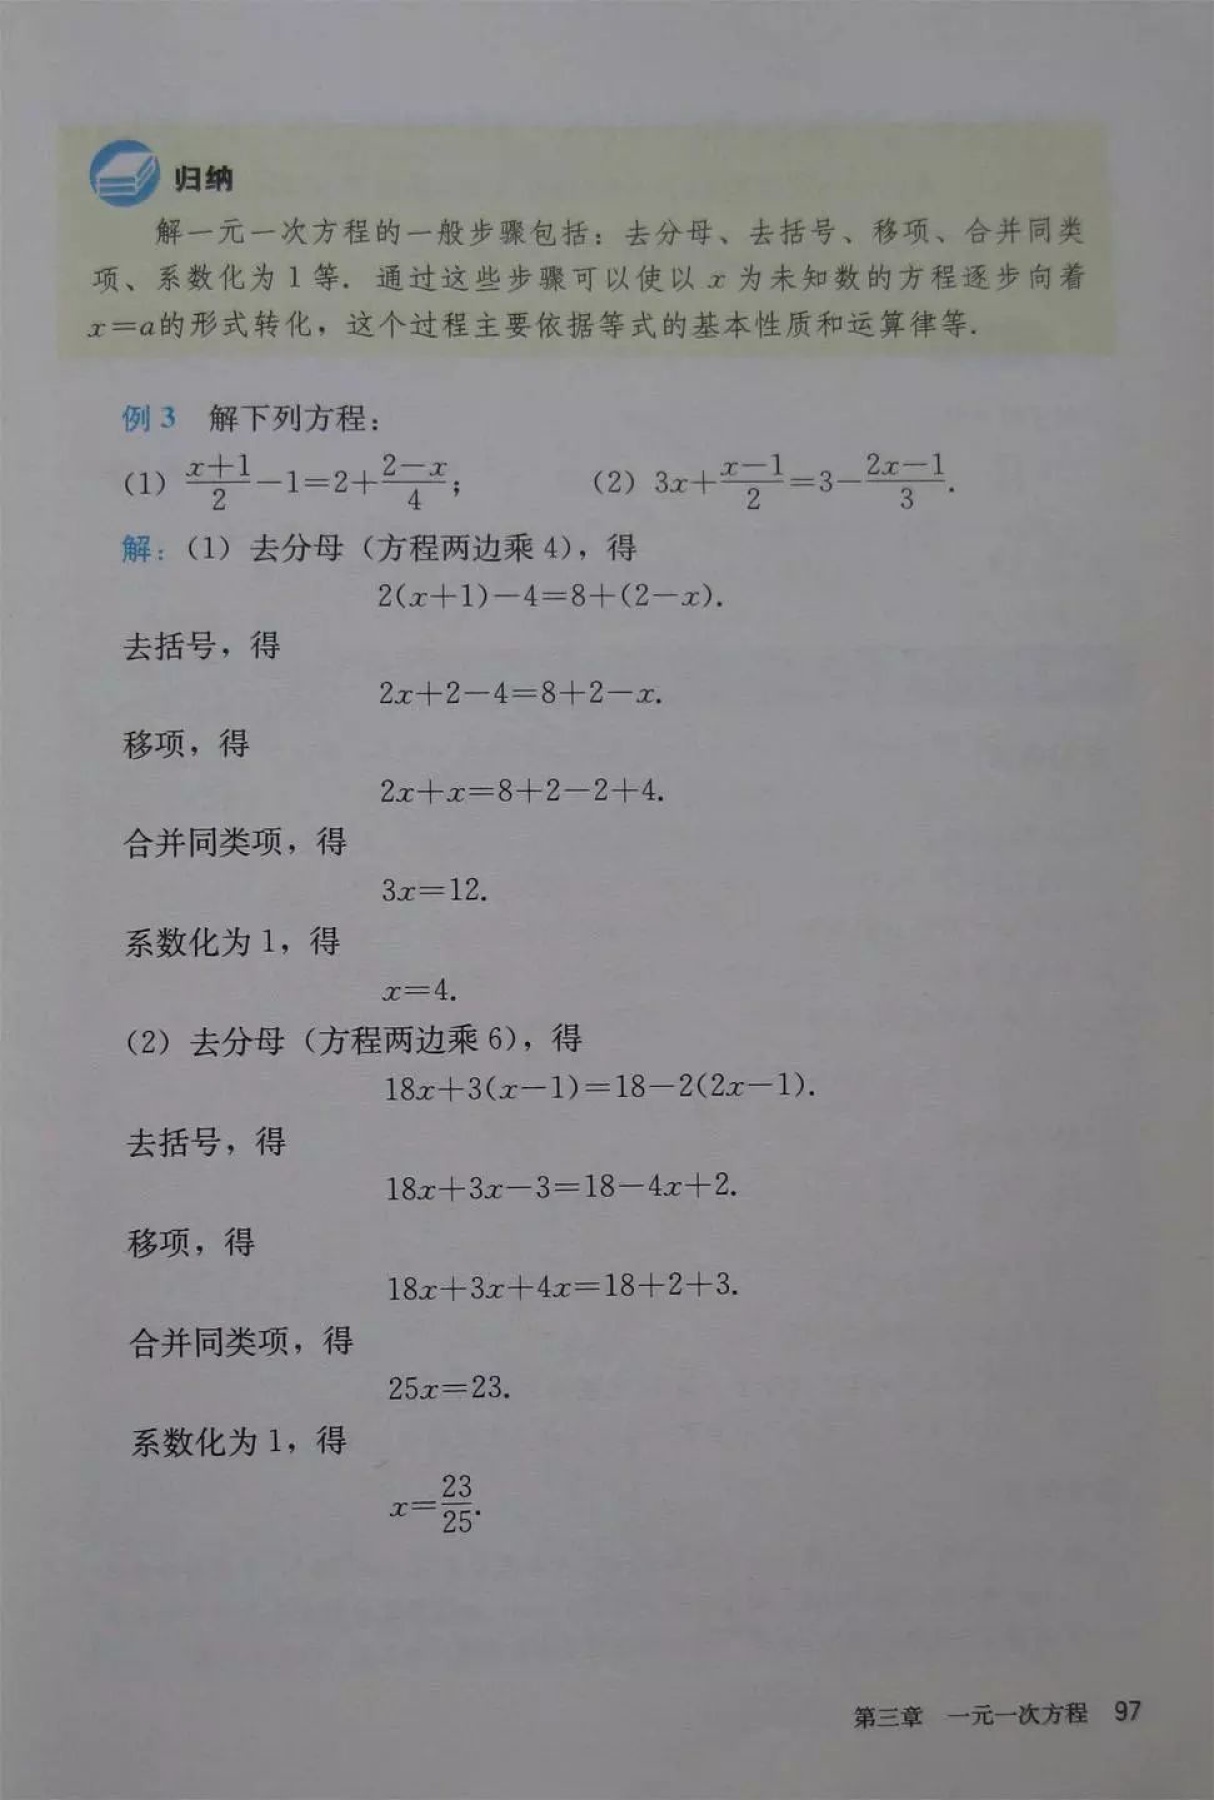 归纳
解一元一次方程的一般步骤包括：去分母、去括号、移项、合并同类
项、系数化为1等．通过这些步骤可以使以x为未知数的方程逐步向着
x=a的形式转化，这个过程主要依据等式的基本性质和运算律等．
例3 解下列方程：
(1) \frac{x+1}{2}-1=2+\frac{2-x}{4}； (2) 3x+\frac{x-1}{2}=3-\frac{2x-1}{3}．
解：(1) 去分母（方程两边乘4），得
2(x+1)-4=8+(2-x)．
去括号，得
2x+2-4=8+2-x．
移项，得
2x+x=8+2-2+4．
合并同类项，得
3x=12．
系数化为1，得
x=4．
(2) 去分母（方程两边乘6），得
18x+3(x-1)=18-2(2x-1)．
去括号，得
18x+3x-3=18-4x+2．
移项，得
18x+3x+4x=18+2+3．
合并同类项，得
25x=23．
系数化为1，得
x=\frac{23}{25}．
第三章 一元一次方程 97